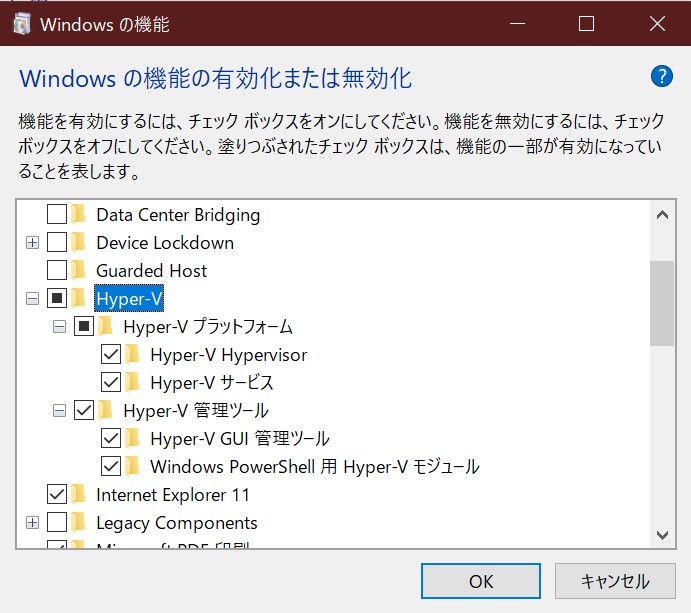 Windows の機能
Windows の機能の有効化または無効化
機能を有効にするには、チェック ボックスをオンにしてください。機能を無効にするには、チェック
ボックスをオフにしてください。塗りつぶされたチェック ボックスは、機能の一部が有効になってい
ることを表します。
Data Center Bridging
Device Lockdown
Guarded Host
Hyper-V
Hyper-V プラットフォーム
Hyper-V Hypervisor
Hyper-V サービス
Hyper-V 管理ツール
Hyper-V GUI 管理ツール
Windows PowerShell 用 Hyper-V モジュール
Internet Explorer 11
Legacy Components
Microsoft PDF 印刷
OK
キャンセル